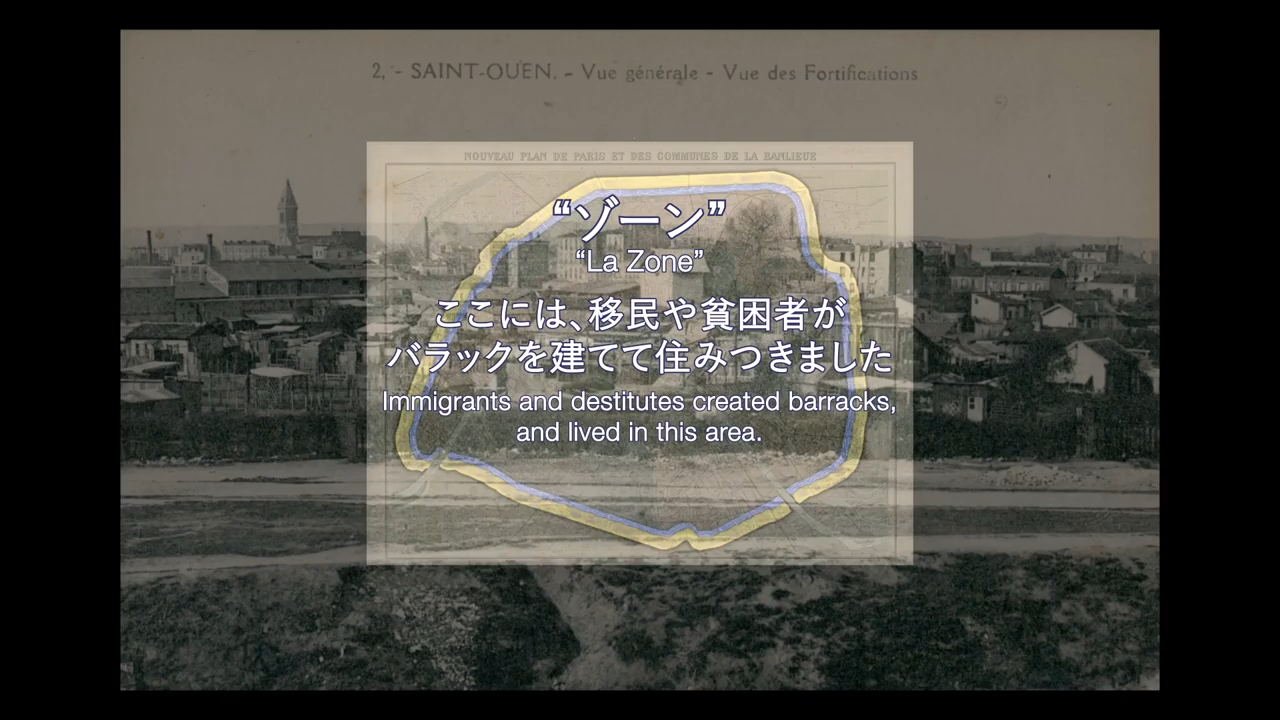 2. - SAINT-OUEN. - Vue générale - Vue des Fortifications
NOUVEAU PLAN DE PARIS ET DES COMMUNES DE LA BANLIEUE
“ゾーン”
“La Zone”
ここには、移民や貧困者が
バラックを建てて住みつきました
Immigrants and destitutes created barracks,
and lived in this area.